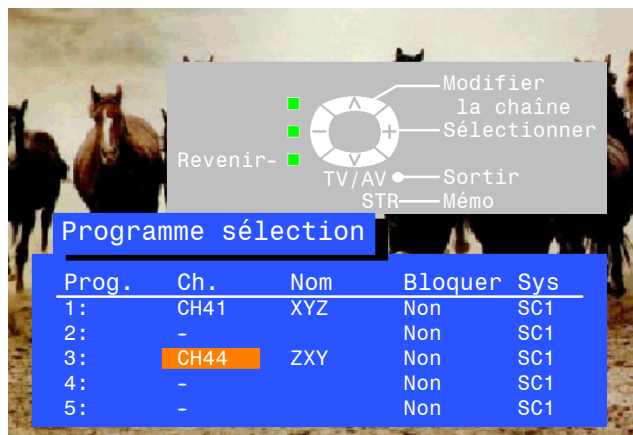 Modifier
la chaîne
Sélectionner
Revenir-
TV/AV Sortir
STR Mémo
Programme sélection
Prog. Ch. Nom Bloquer Sys
1: CH41 XYZ Non SC1
2: - Non SC1
3: CH44 ZXY Non SC1
4: - Non SC1
5: - Non SC1